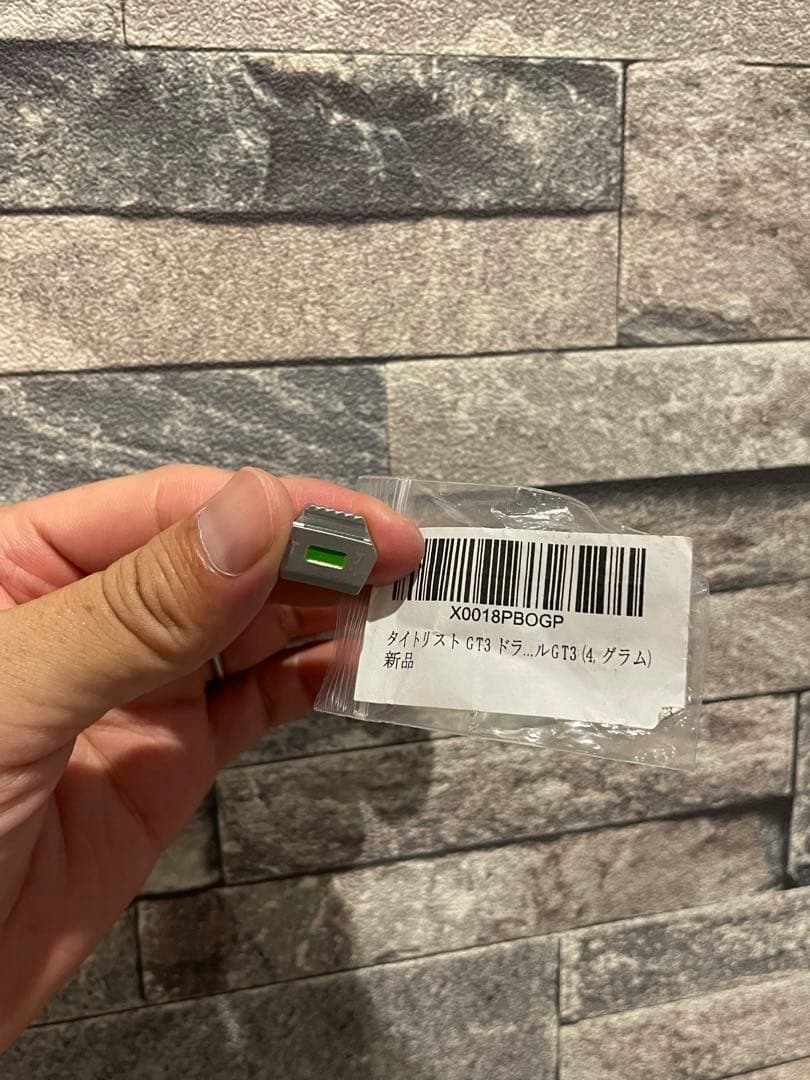 X0018PBOGP
タイトリスト GT3 ドラ...ルGT3 (4, グラム)
新品